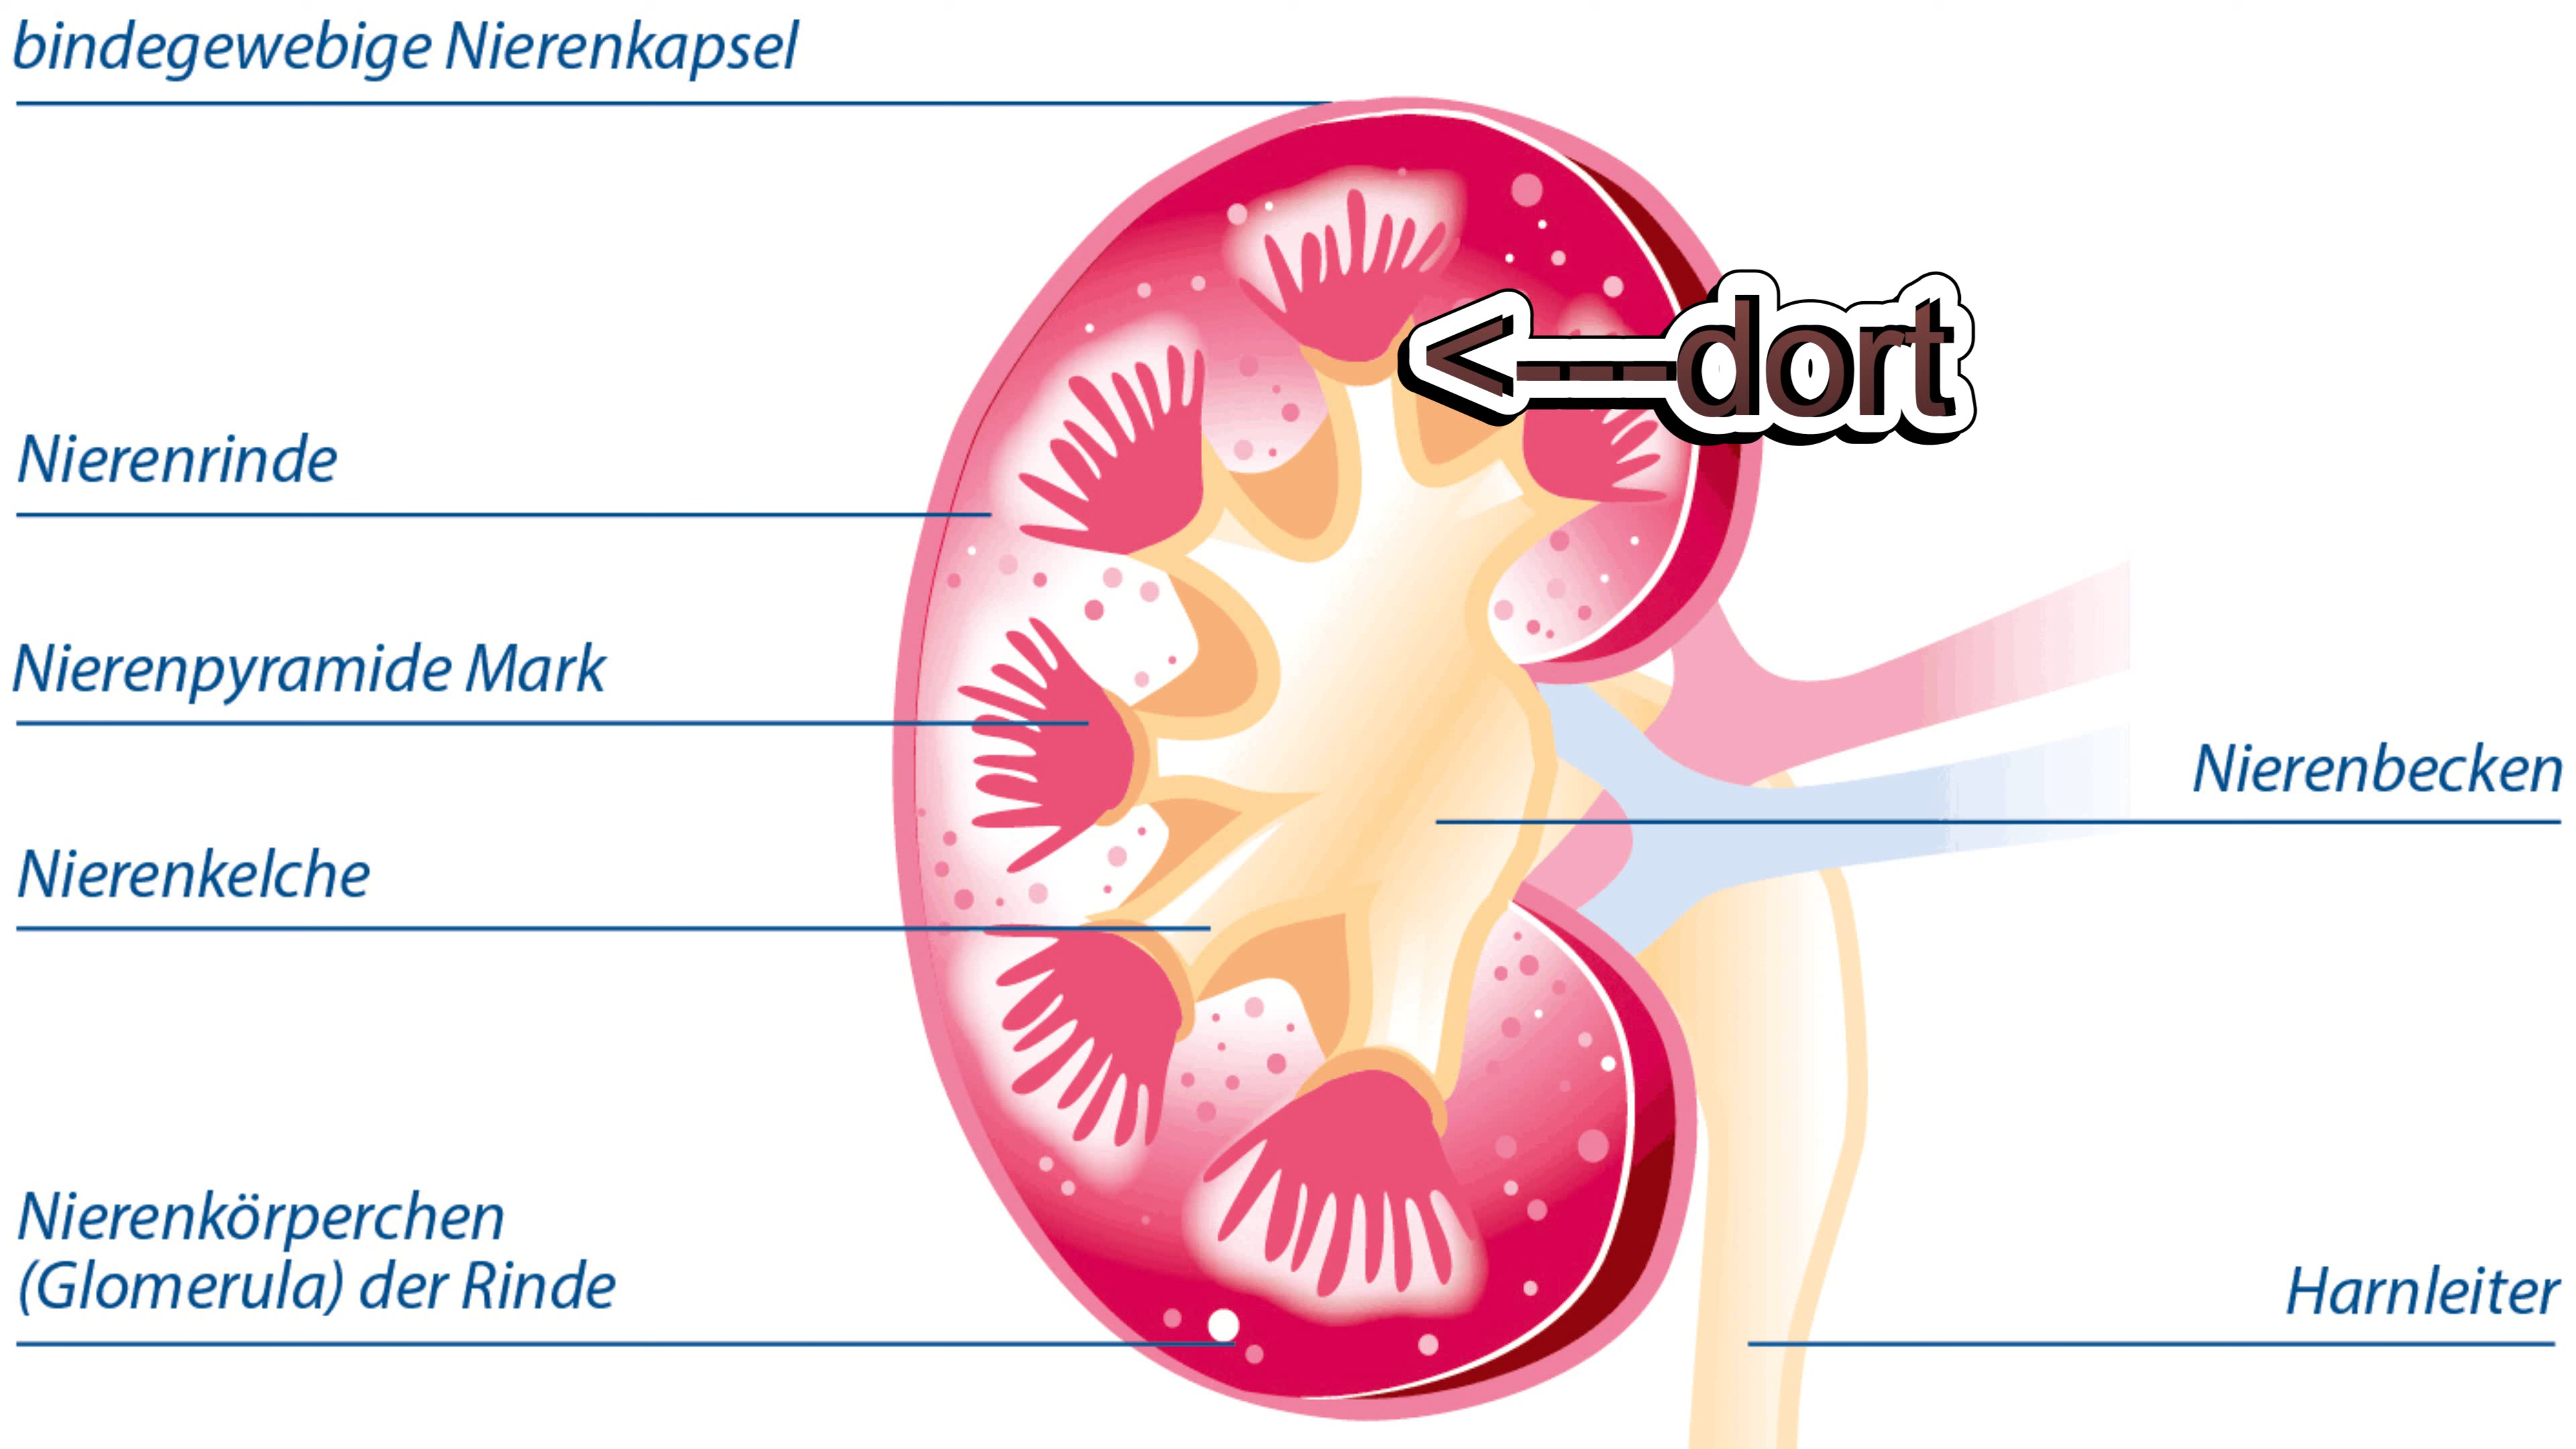 bindegewebige Nierenkapsel
<---dort
Nierenrinde
Nierenpyramide Mark
Nierenbecken
Nierenkelche
Nierenkörperchen
(Glomerula) der Rinde
Harnleiter